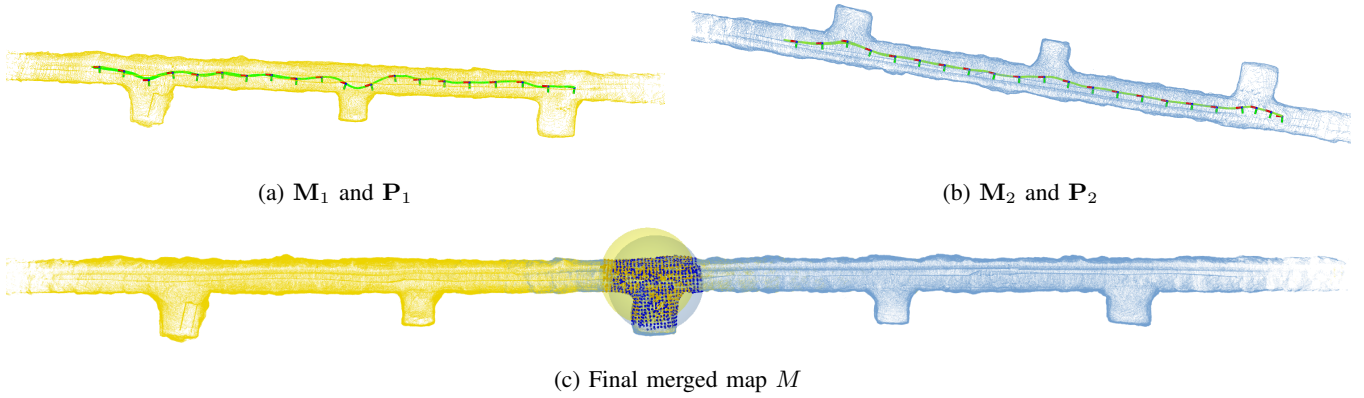 (a) M₁ and P₁
(b) M₂ and P₂
(c) Final merged map M